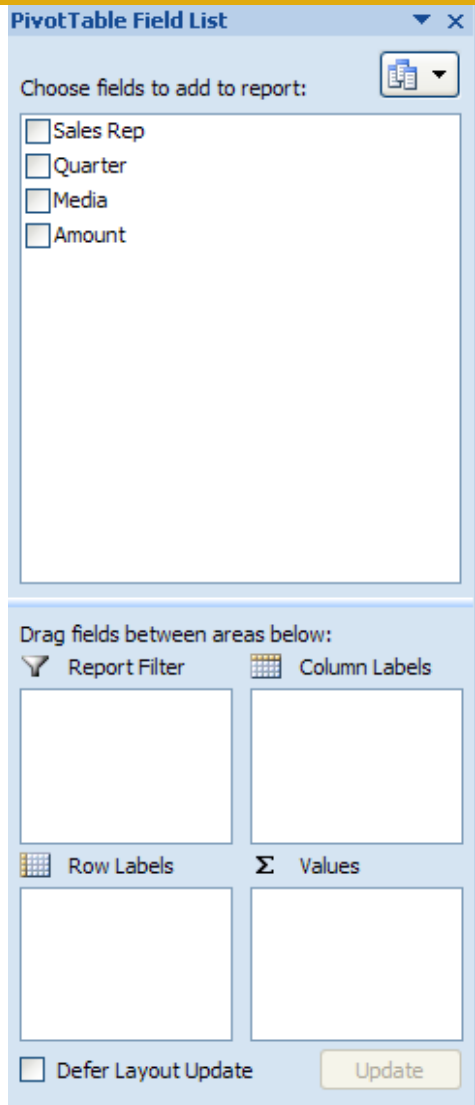 PivotTable Field List
Choose fields to add to report:
Sales Rep
Quarter
Media
Amount
Drag fields between areas below:
Report Filter
Column Labels
Row Labels
Σ Values
Defer Layout Update
Update